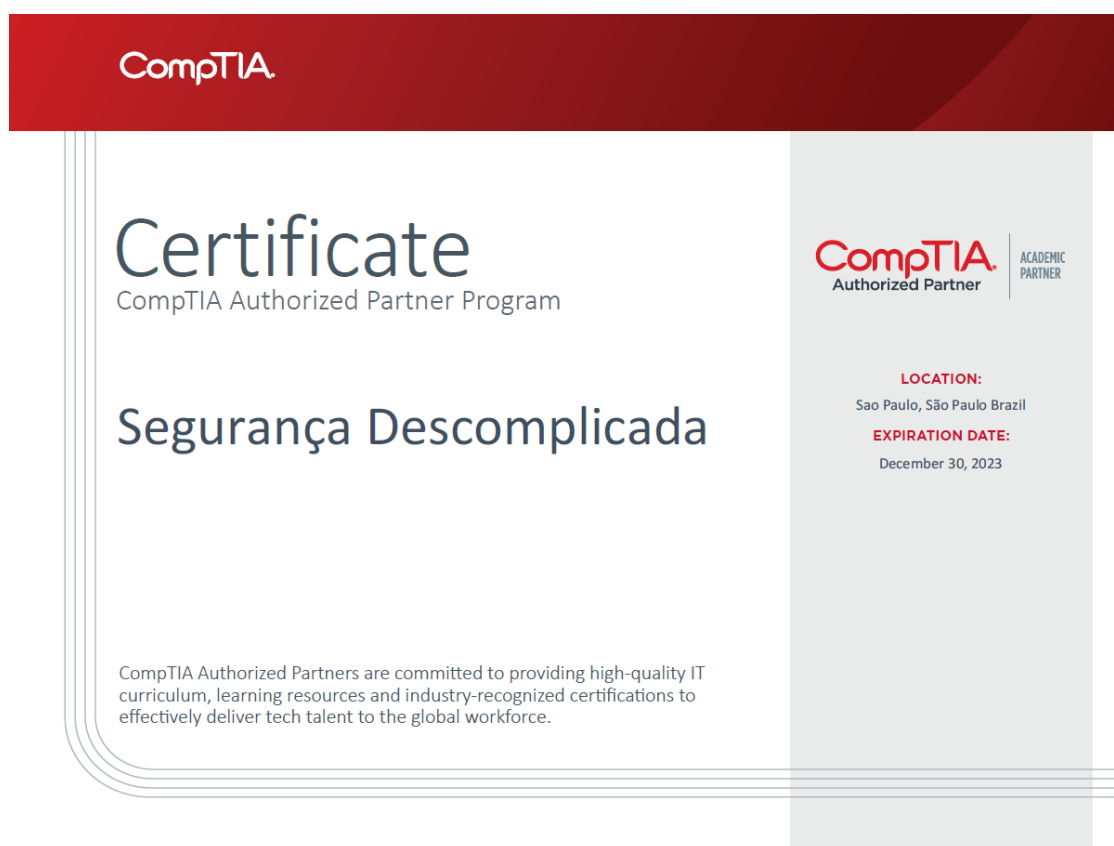 CompTIA.
Certificate
CompTIA Authorized Partner Program
Segurança Descomplicada
CompTIA Authorized Partners are committed to providing high-quality IT
curriculum, learning resources and industry-recognized certifications to
effectively deliver tech talent to the global workforce.
CompTIA.
Authorized Partner
ACADEMIC
PARTNER
LOCATION:
Sao Paulo, São Paulo Brazil
EXPIRATION DATE:
December 30, 2023